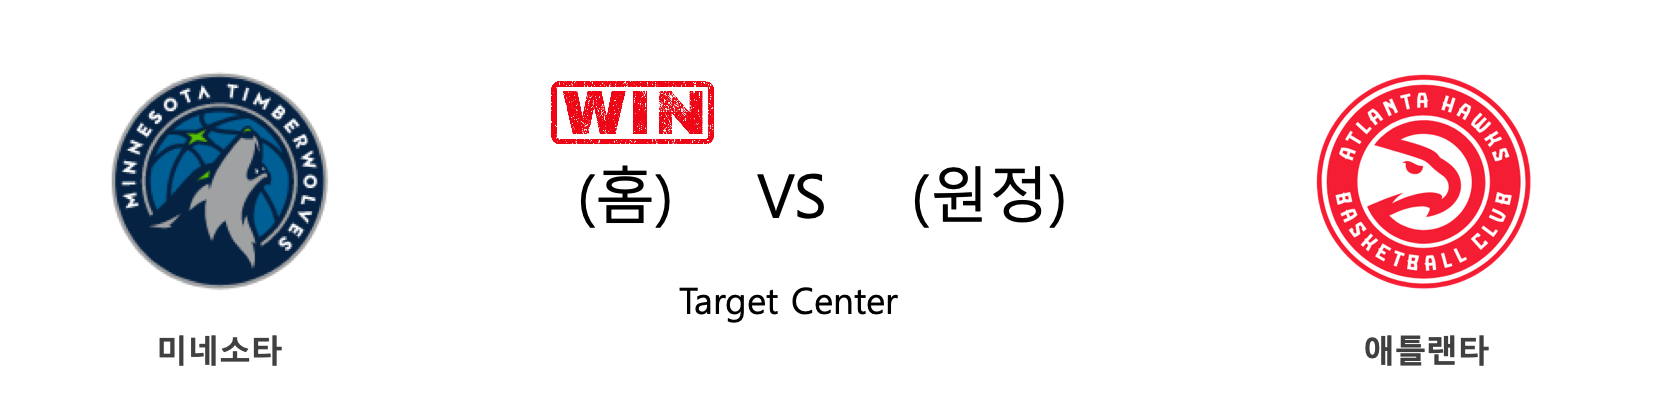 MINNESOTA TIMBERWOLVES
WIN
(홈) VS (원정)
Target Center
미네소타
ATLANTA HAWKS
BASKETBALL CLUB
애틀랜타